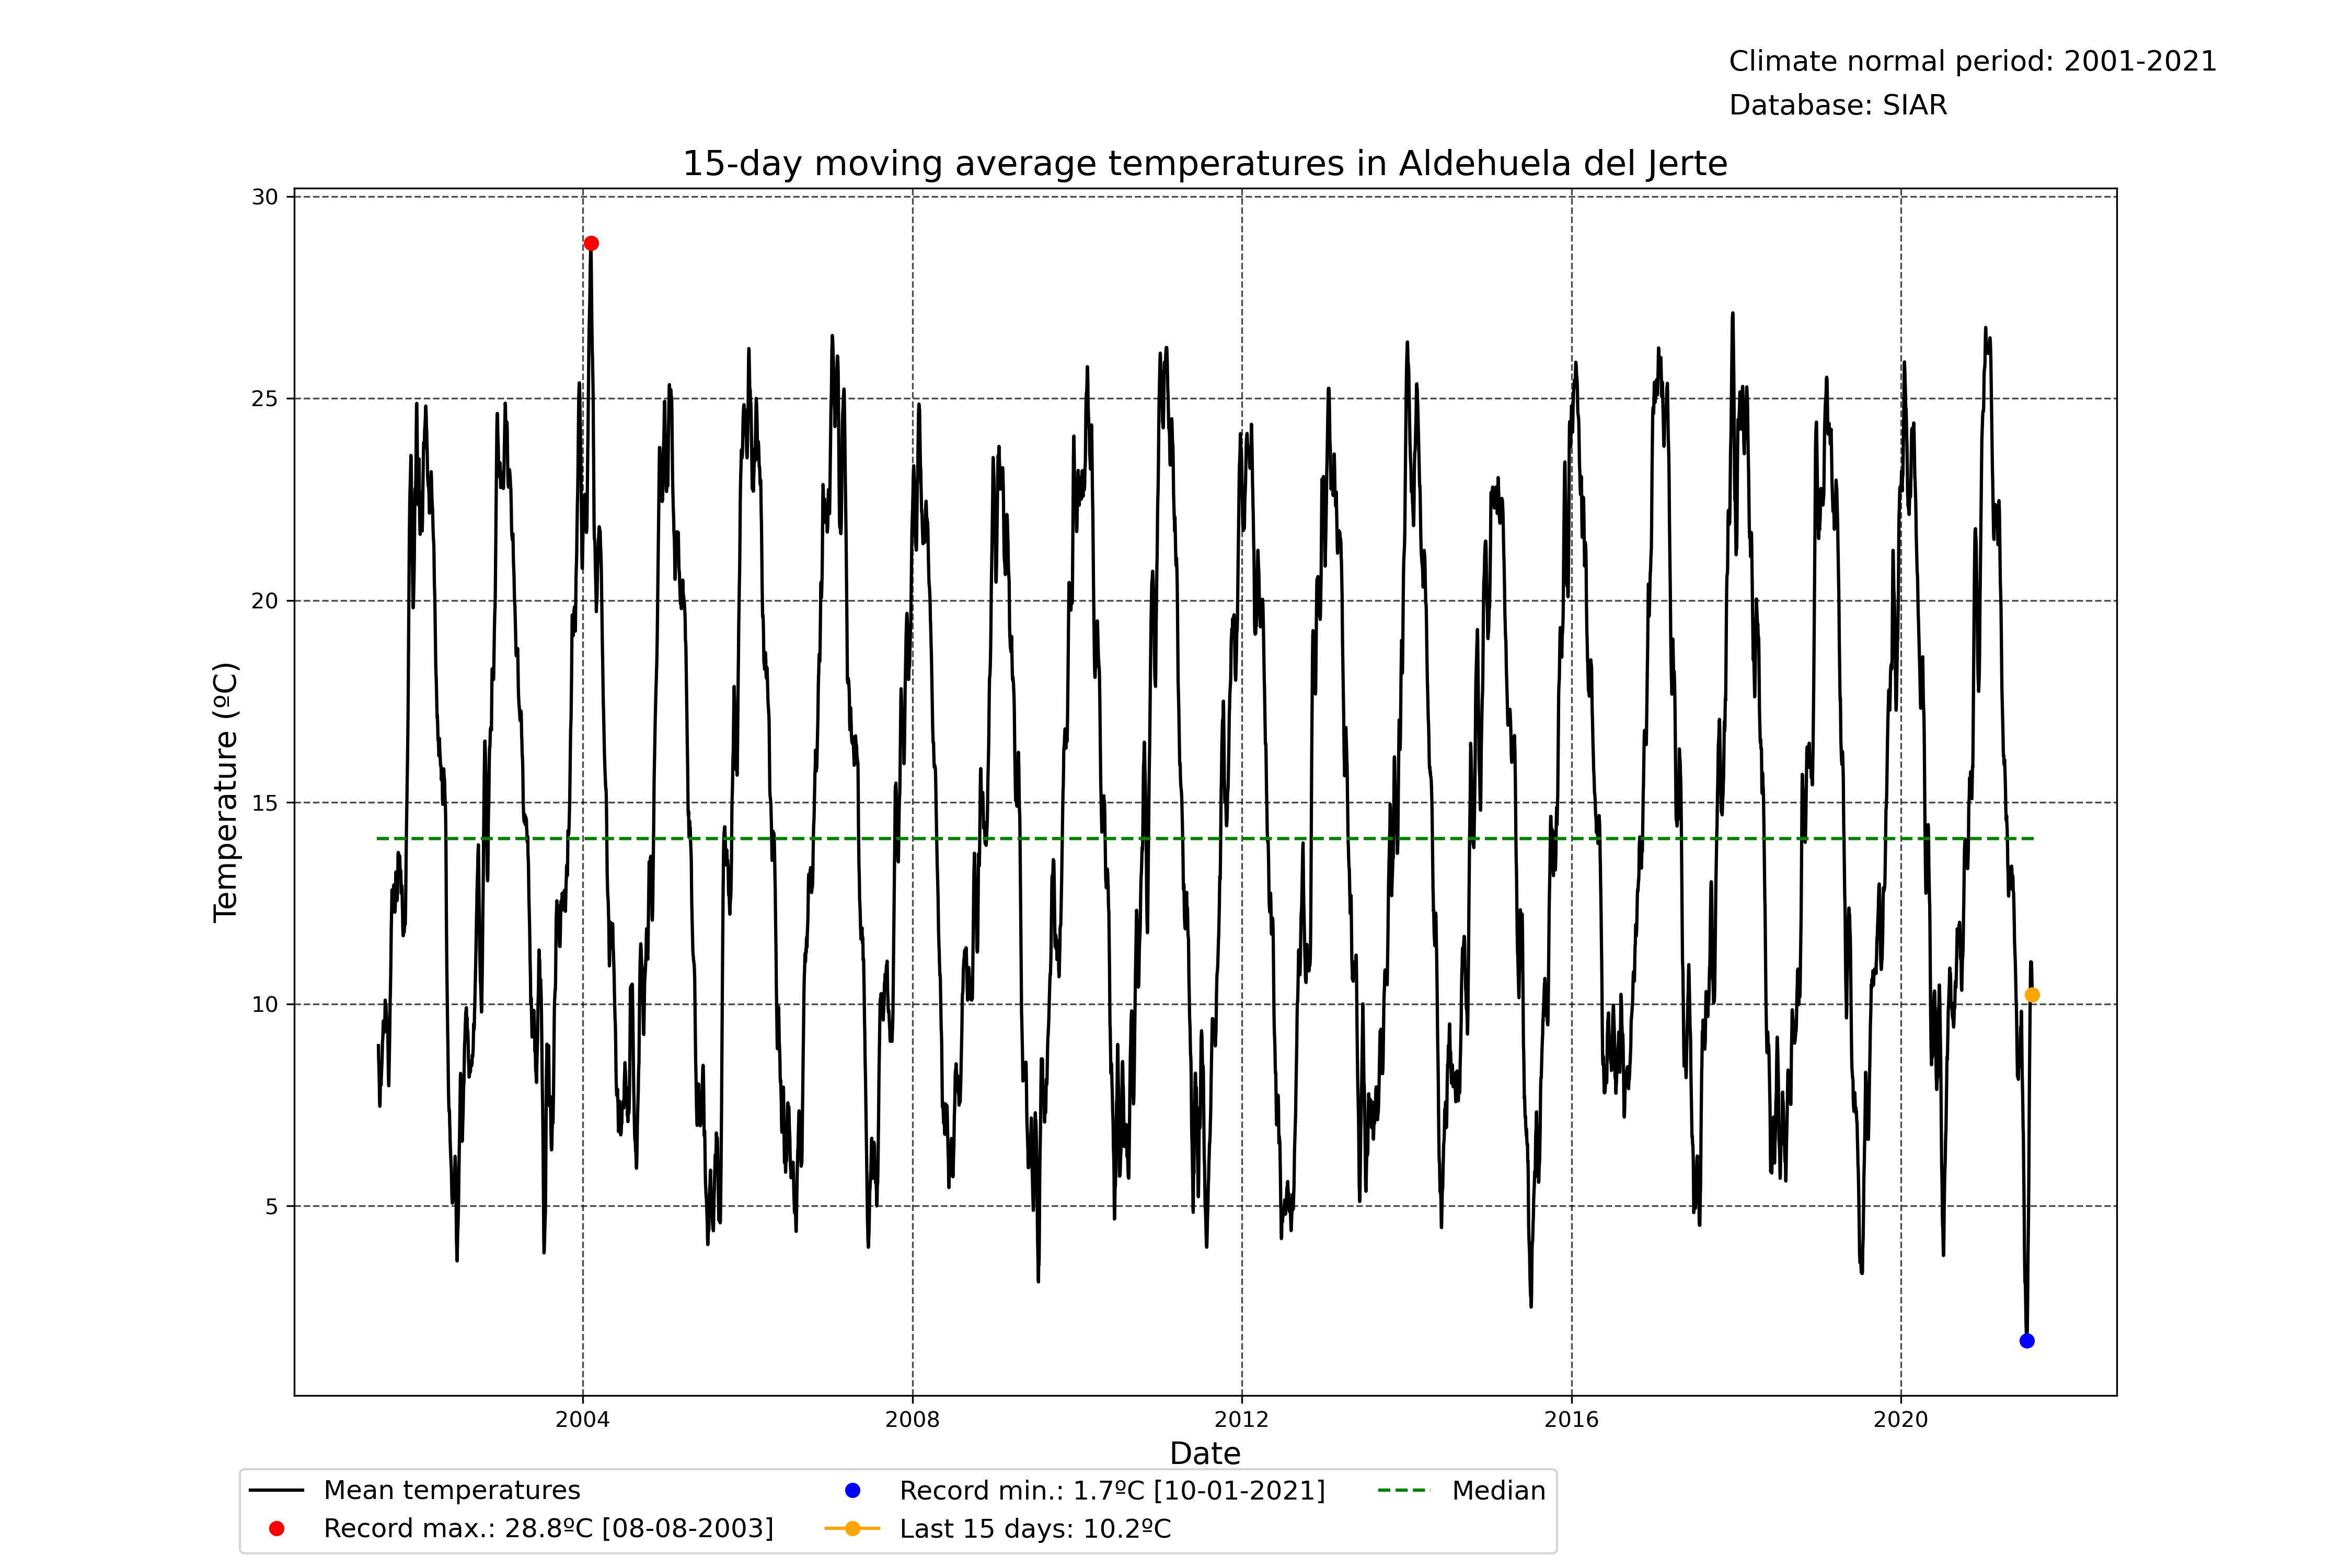 Climate normal period: 2001-2021
Database: SIAR
15-day moving average temperatures in Aldehuela del Jerte
30
25
20
15
10
5
Temperature (ºC)
2004 2008 2012 2016 2020
Date
Mean temperatures
Record max.: 28.8ºC [08-08-2003]
Record min.: 1.7ºC [10-01-2021]
Last 15 days: 10.2ºC
Median